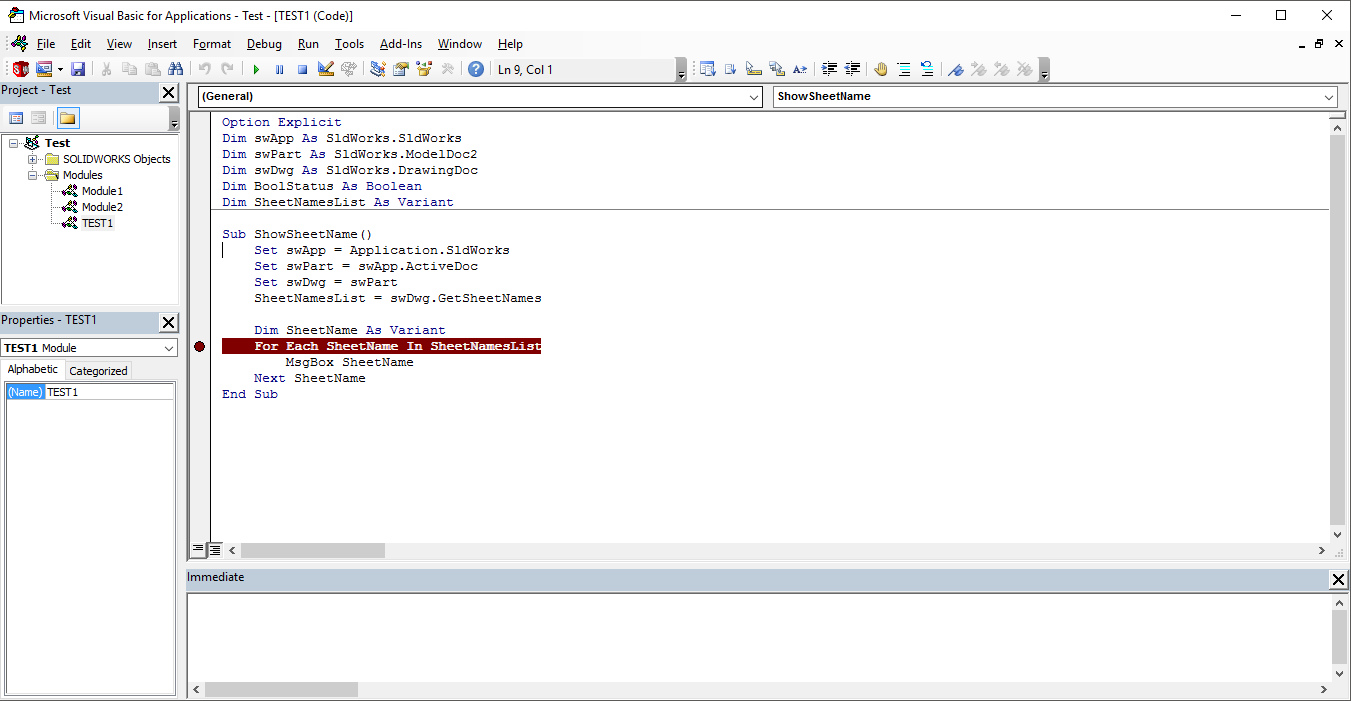 Microsoft Visual Basic for Applications - Test - [TEST1 (Code)]
File Edit View Insert Format Debug Run Tools Add-Ins Window Help
Ln 9, Col 1
Project - Test
Test
SOLIDWORKS Objects
Modules
Module1
Module2
TEST1
Properties - TEST1
TEST1 Module
Alphabetic Categorized
(Name) TEST1
(General) ShowSheetName
Option Explicit
Dim swApp As SldWorks.SldWorks
Dim swPart As SldWorks.ModelDoc2
Dim swDwg As SldWorks.DrawingDoc
Dim BoolStatus As Boolean
Dim SheetNamesList As Variant
Sub ShowSheetName()
Set swApp = Application.SldWorks
Set swPart = swApp.ActiveDoc
Set swDwg = swPart
SheetNamesList = swDwg.GetSheetNames
Dim SheetName As Variant
For Each SheetName In SheetNamesList
MsgBox SheetName
Next SheetName
End Sub
Immediate